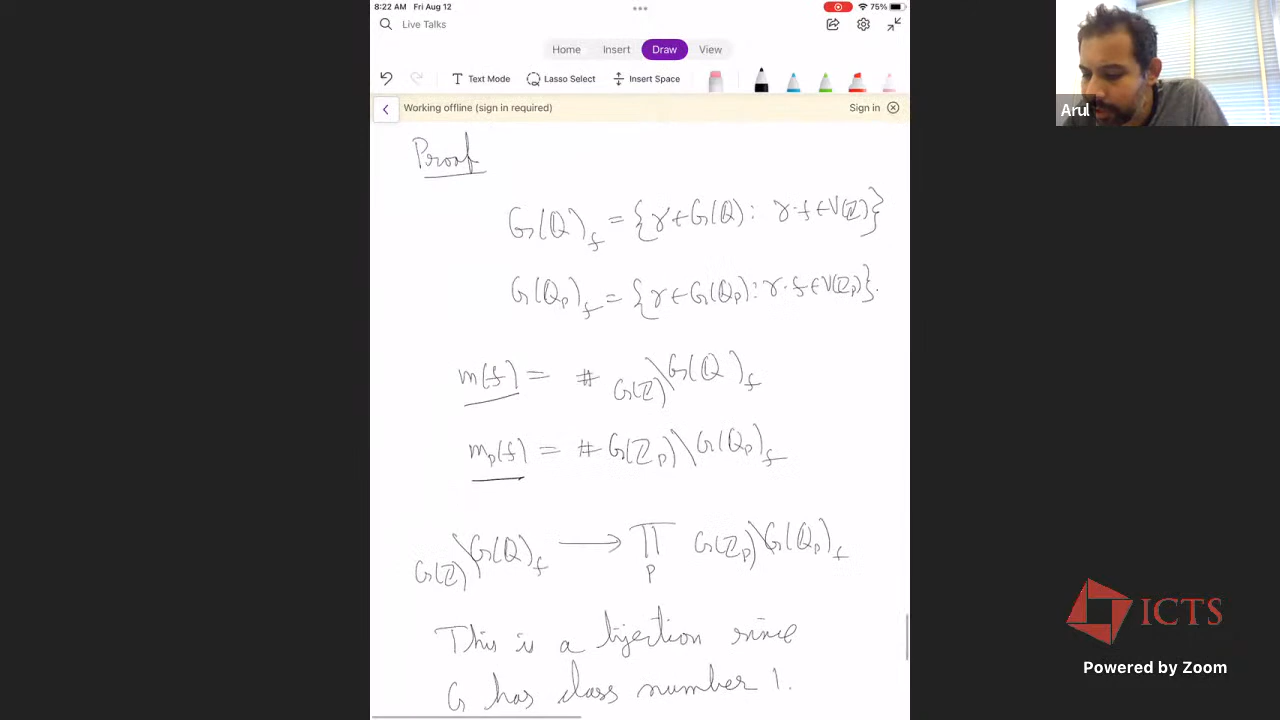 8:22 AM Fri Aug 12
75%
Live Talks
Home Insert Draw View
Text Mode Lasso Select Insert Space
Working offline (sign in required) Sign in
Arul
Proof
G(Q)_f = {γ ∈ G(Q) : γ·f ∈ V(Z)}
G(Q_p)_f = {γ ∈ G(Q_p) : γ·f ∈ V(Z_p)}.
m(f) = # G(Z)\G(Q)_f
m_p(f) = # G(Z_p)\G(Q_p)_f
G(Z)\G(Q)_f → ∏_p G(Z_p)\G(Q_p)_f
This is a bijection since
G has class number 1.
ICTS
Powered by Zoom